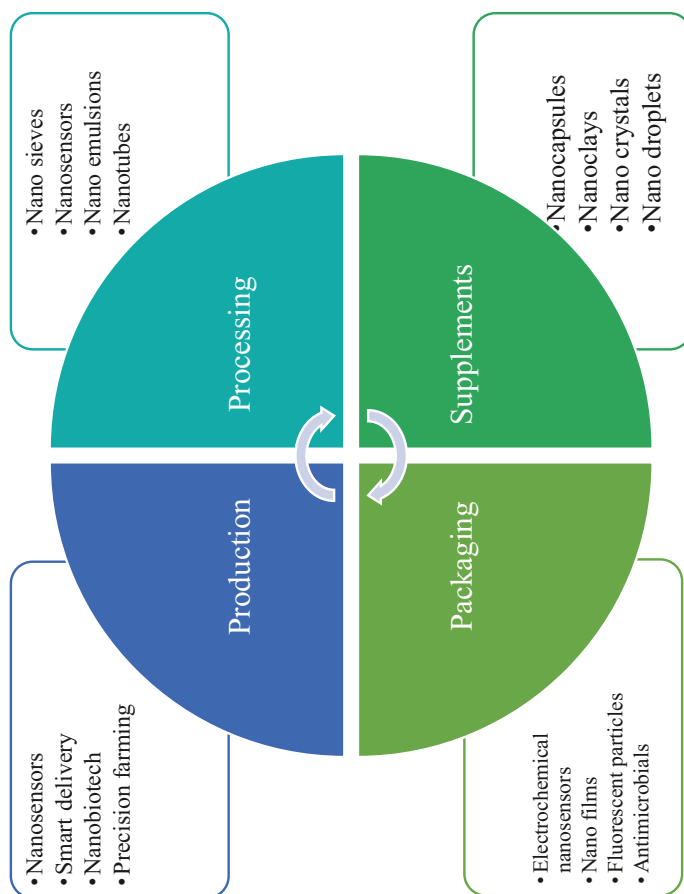 • Nanosensors
• Smart delivery
• Nanobiotech
• Precision farming
Production
• Nano sieves
• Nanosensors
• Nano emulsions
• Nanotubes
Processing
• Electrochemical
nanosensors
• Nano films
• Fluorescent particles
• Antimicrobials
Packaging
• Nanocapsules
• Nanoclays
• Nano crystals
• Nano droplets
Supplements